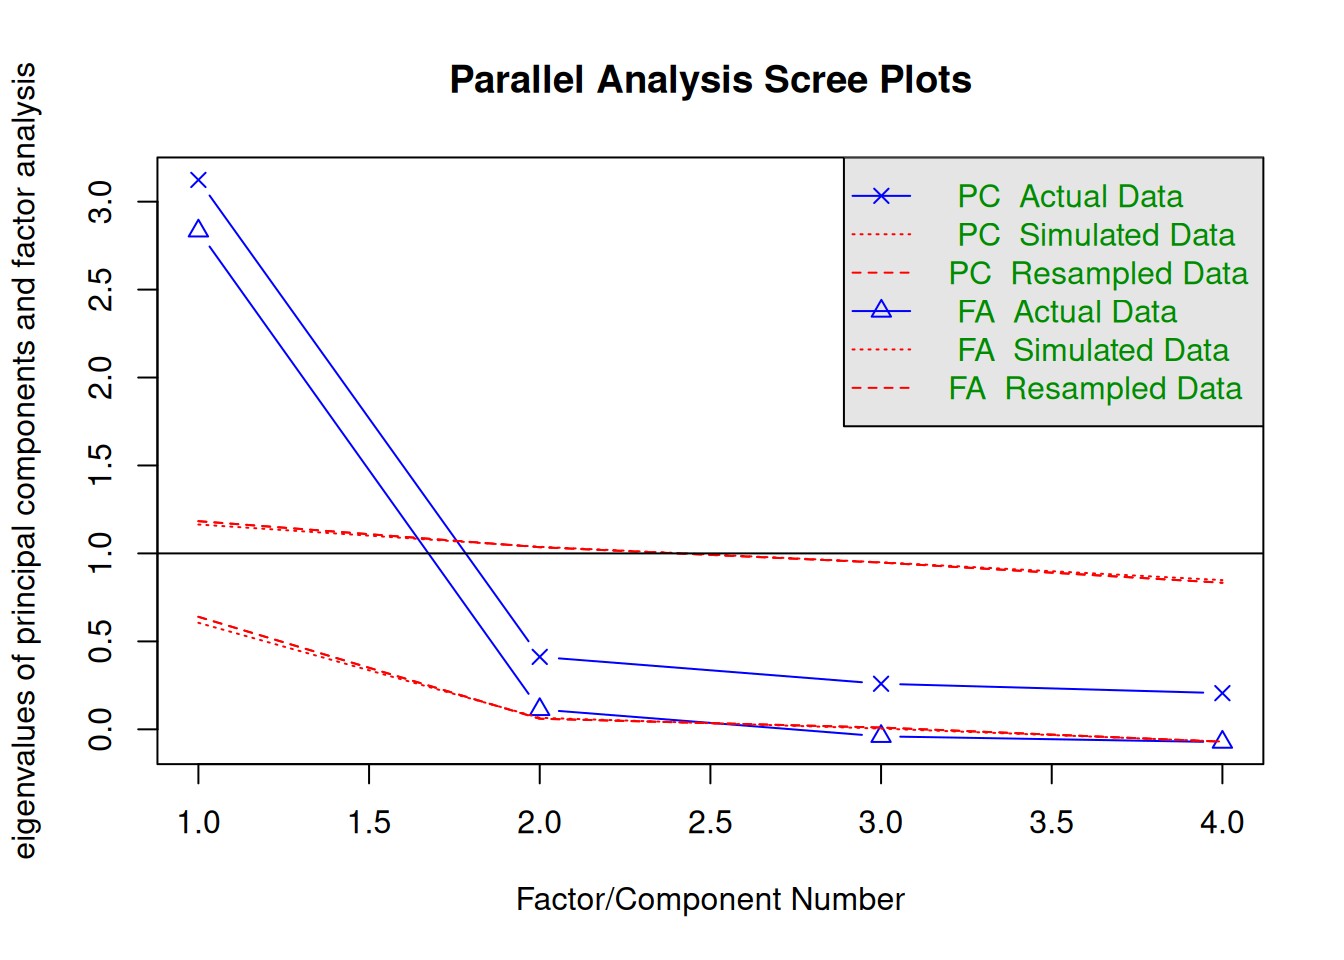 Parallel Analysis Scree Plots
eigenvalues of principal components and factor analysis
3.0
2.5
2.0
1.5
1.0
0.5
0.0
PC Actual Data
PC Simulated Data
PC Resampled Data
FA Actual Data
FA Simulated Data
FA Resampled Data
1.0 1.5 2.0 2.5 3.0 3.5 4.0
Factor/Component Number